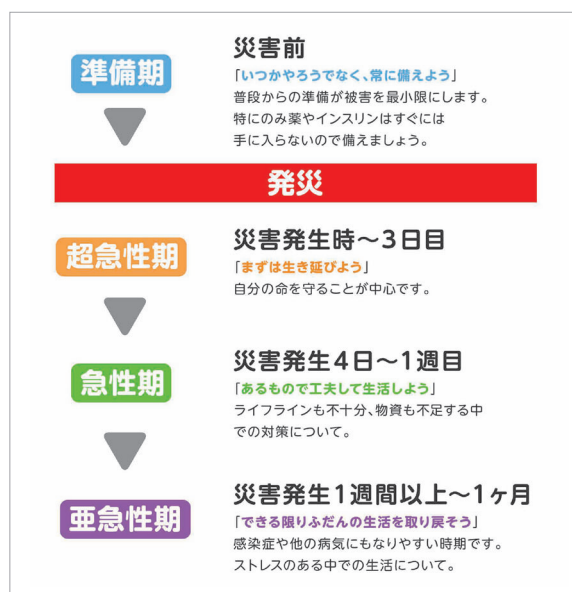 準備期
災害前
「いつかやろうでなく、常に備えよう」
普段からの準備が被害を最小限にします。
特にのみ薬やインスリンはすぐには
手に入らないので備えましょう。
発災
超急性期
災害発生時～3日目
「まずは生き延びよう」
自分の命を守ることが中心です。
急性期
災害発生4日～1週目
「あるもので工夫して生活しよう」
ライフラインも不十分、物資も不足する中
での対策について。
亜急性期
災害発生1週間以上～1ヶ月
「できる限りふだんの生活を取り戻そう」
感染症や他の病気にもなりやすい時期です。
ストレスのある中での生活について。